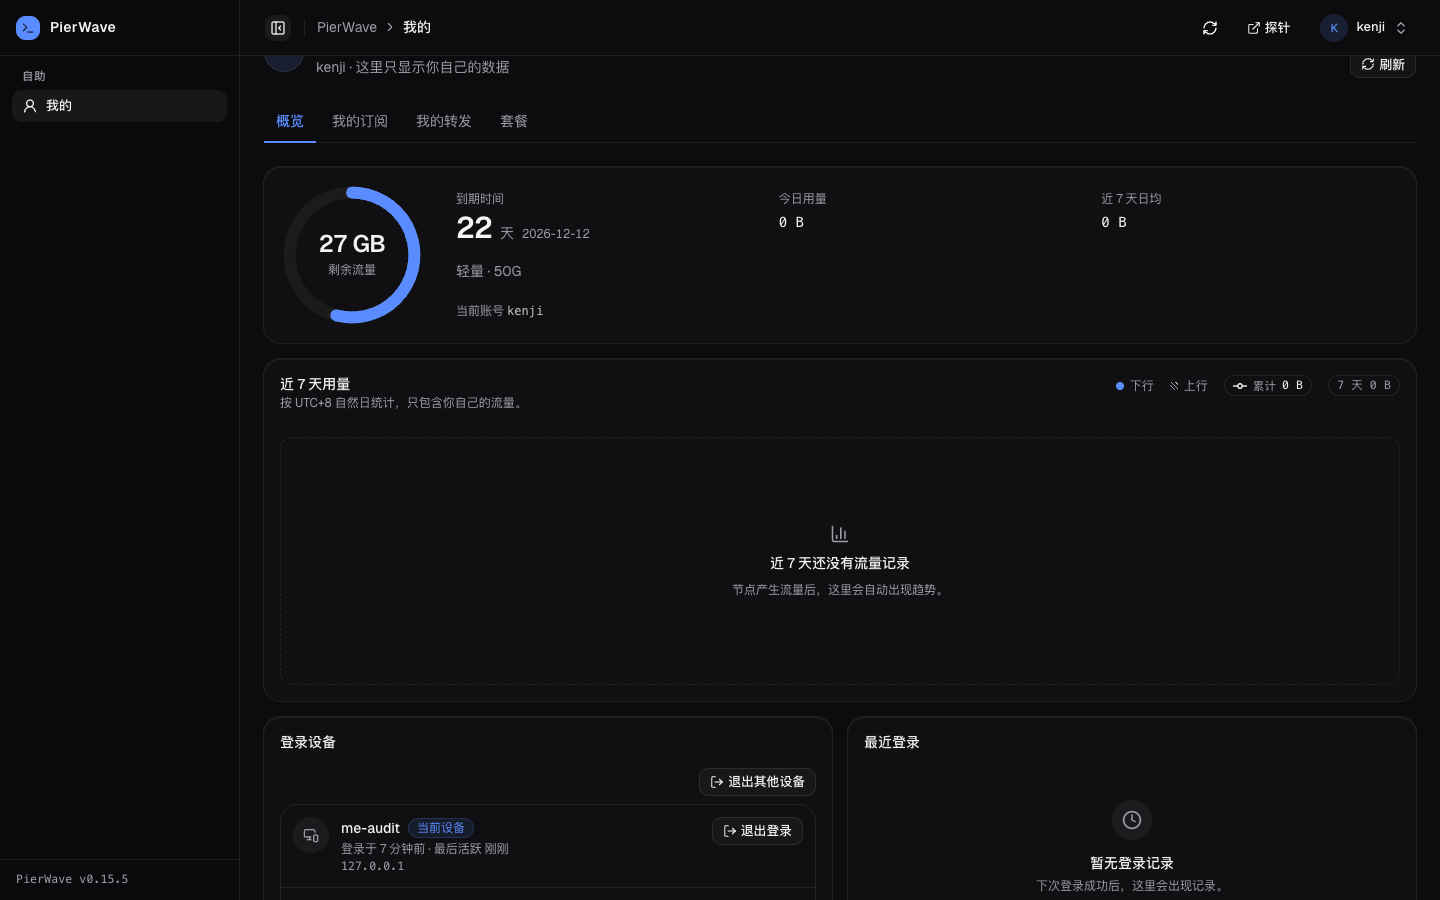 PierWave
PierWave > 我的
探针
K
kenji
自助
我的
kenji · 这里只显示你自己的数据
刷新
概览
我的订阅
我的转发
套餐
27 GB
剩余流量
到期时间
22 天 2026-12-12
轻量 · 50G
当前账号 kenji
今日用量
0 B
近 7 天日均
0 B
近 7 天用量
按 UTC+8 自然日统计，只包含你自己的流量。
下行
上行
累计 0 B
7 天 0 B
近 7 天还没有流量记录
节点产生流量后，这里会自动出现趋势。
登录设备
退出其他设备
me-audit 当前设备
登录于 7 分钟前 · 最后活跃 刚刚
127.0.0.1
退出登录
最近登录
暂无登录记录
下次登录成功后，这里会出现记录。
PierWave v0.15.5